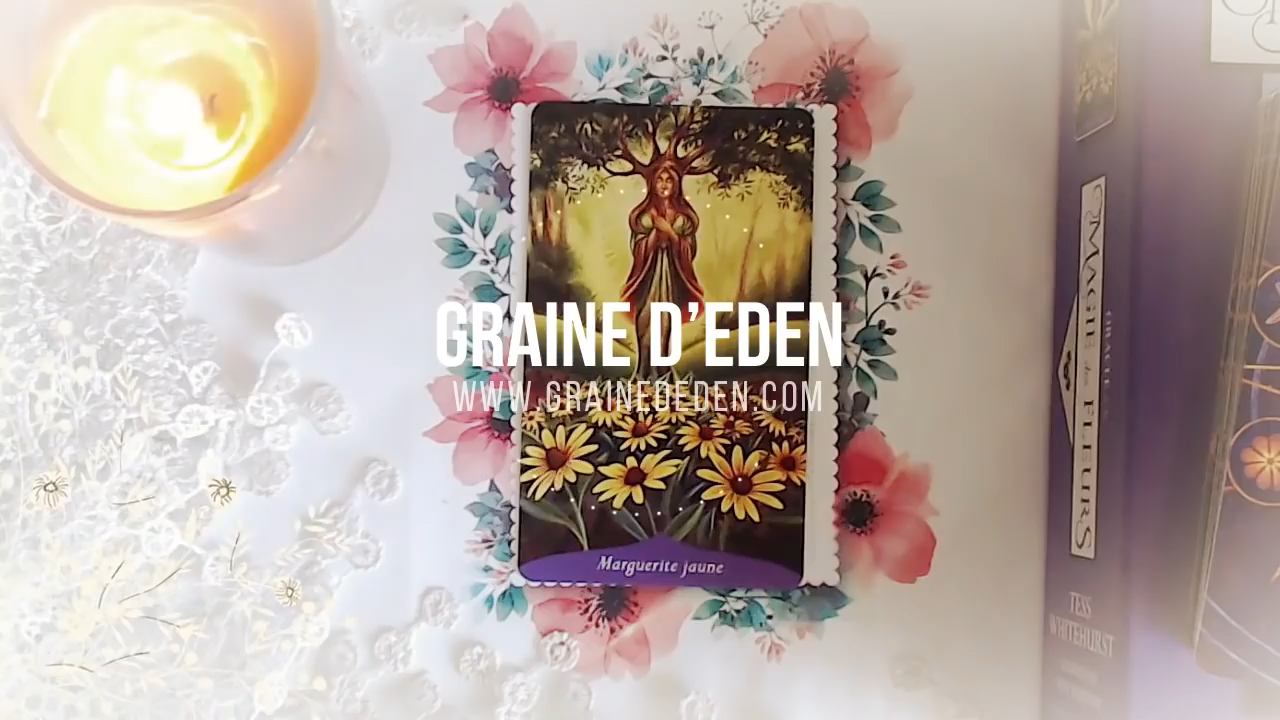 GRAINE D'EDEN
WWW.GRAINEDEDEN.COM
Marguerite jaune
ORACLE
MAGIE des FLEURS
TESS
WHITEHURST